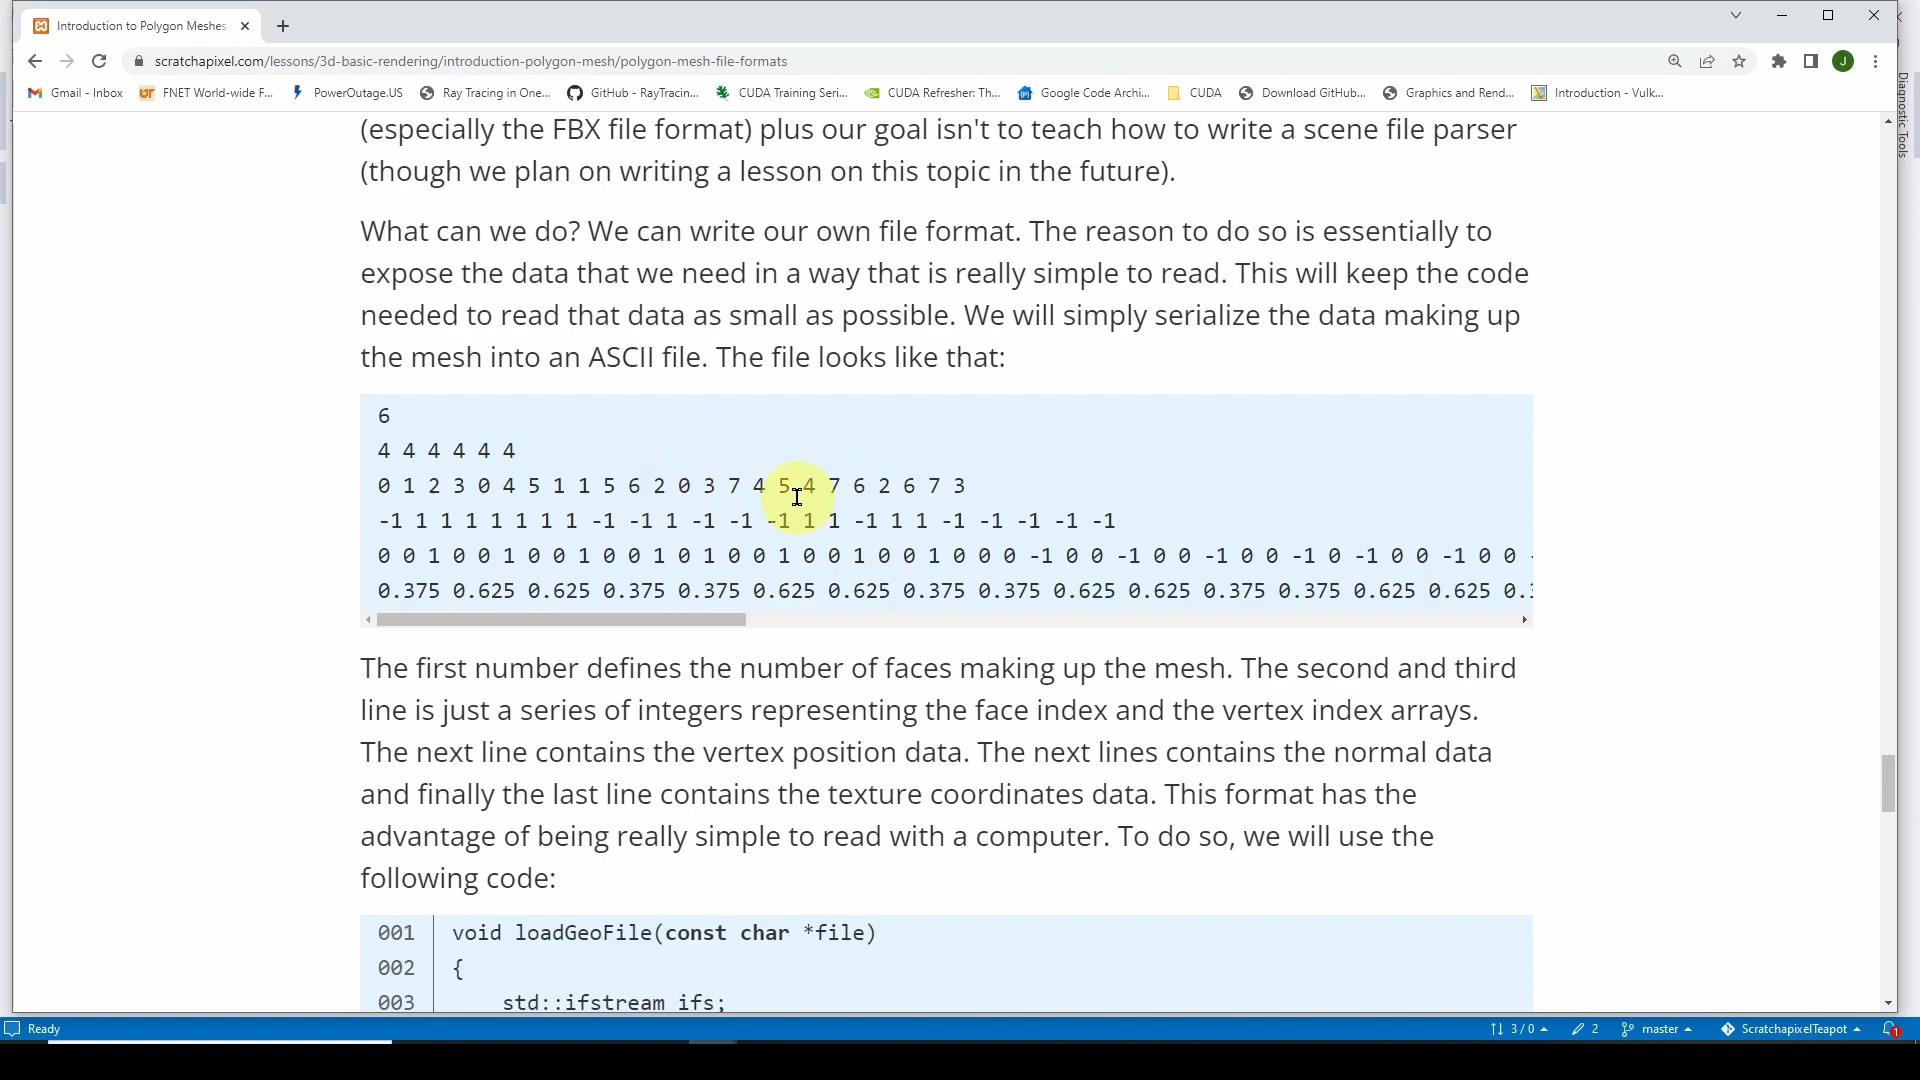 Introduction to Polygon Meshes
scratchapixel.com/lessons/3d-basic-rendering/introduction-polygon-mesh/polygon-mesh-file-formats
J
Gmail - Inbox
FNET World-wide F...
PowerOutage.US
Ray Tracing in One...
GitHub - RayTracin...
CUDA Training Seri...
CUDA Refresher: Th...
Google Code Archi...
CUDA
Download GitHub...
Graphics and Rend...
Introduction - Vulk...
Diagnostic Tools
(especially the FBX file format) plus our goal isn't to teach how to write a scene file parser
(though we plan on writing a lesson on this topic in the future).
What can we do? We can write our own file format. The reason to do so is essentially to
expose the data that we need in a way that is really simple to read. This will keep the code
needed to read that data as small as possible. We will simply serialize the data making up
the mesh into an ASCII file. The file looks like that:
6
4 4 4 4 4 4
0 1 2 3 0 4 5 1 1 5 6 2 0 3 7 4 5 4 7 6 2 6 7 3
-1 1 1 1 1 1 1 1 -1 -1 1 -1 -1 -1 1 1 -1 1 1 -1 -1 -1 -1 -1
0 0 1 0 0 1 0 0 1 0 0 1 0 1 0 0 1 0 0 1 0 0 1 0 0 0 -1 0 0 -1 0 0 -1 0 0 -1 0 -1 0 0 -1 0 0 -
0.375 0.625 0.625 0.375 0.375 0.625 0.625 0.375 0.375 0.625 0.625 0.375 0.375 0.625 0.625 0.3
The first number defines the number of faces making up the mesh. The second and third
line is just a series of integers representing the face index and the vertex index arrays.
The next line contains the vertex position data. The next lines contains the normal data
and finally the last line contains the texture coordinates data. This format has the
advantage of being really simple to read with a computer. To do so, we will use the
following code:
001 void loadGeoFile(const char *file)
002 {
003 std::ifstream ifs;
Ready
3 / 0
2
master
ScratchapixelTeapot
1